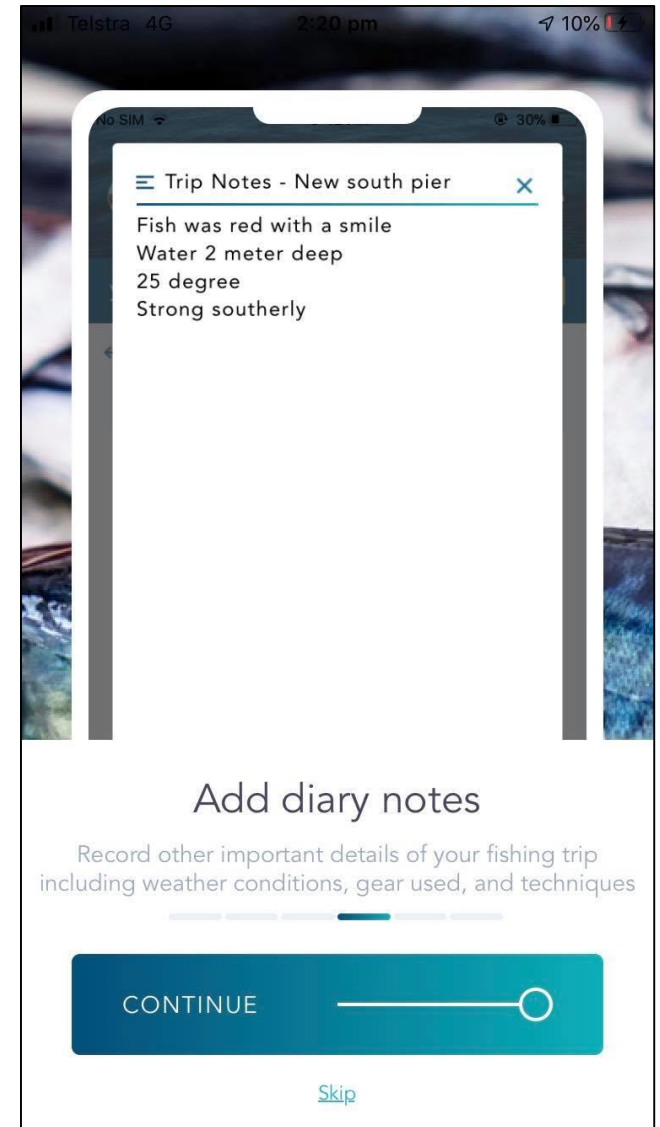 Telstra 4G 2:20 pm 10%
No SIM 30%
Trip Notes - New south pier
Fish was red with a smile
Water 2 meter deep
25 degree
Strong southerly
Add diary notes
Record other important details of your fishing trip
including weather conditions, gear used, and techniques
CONTINUE
Skip